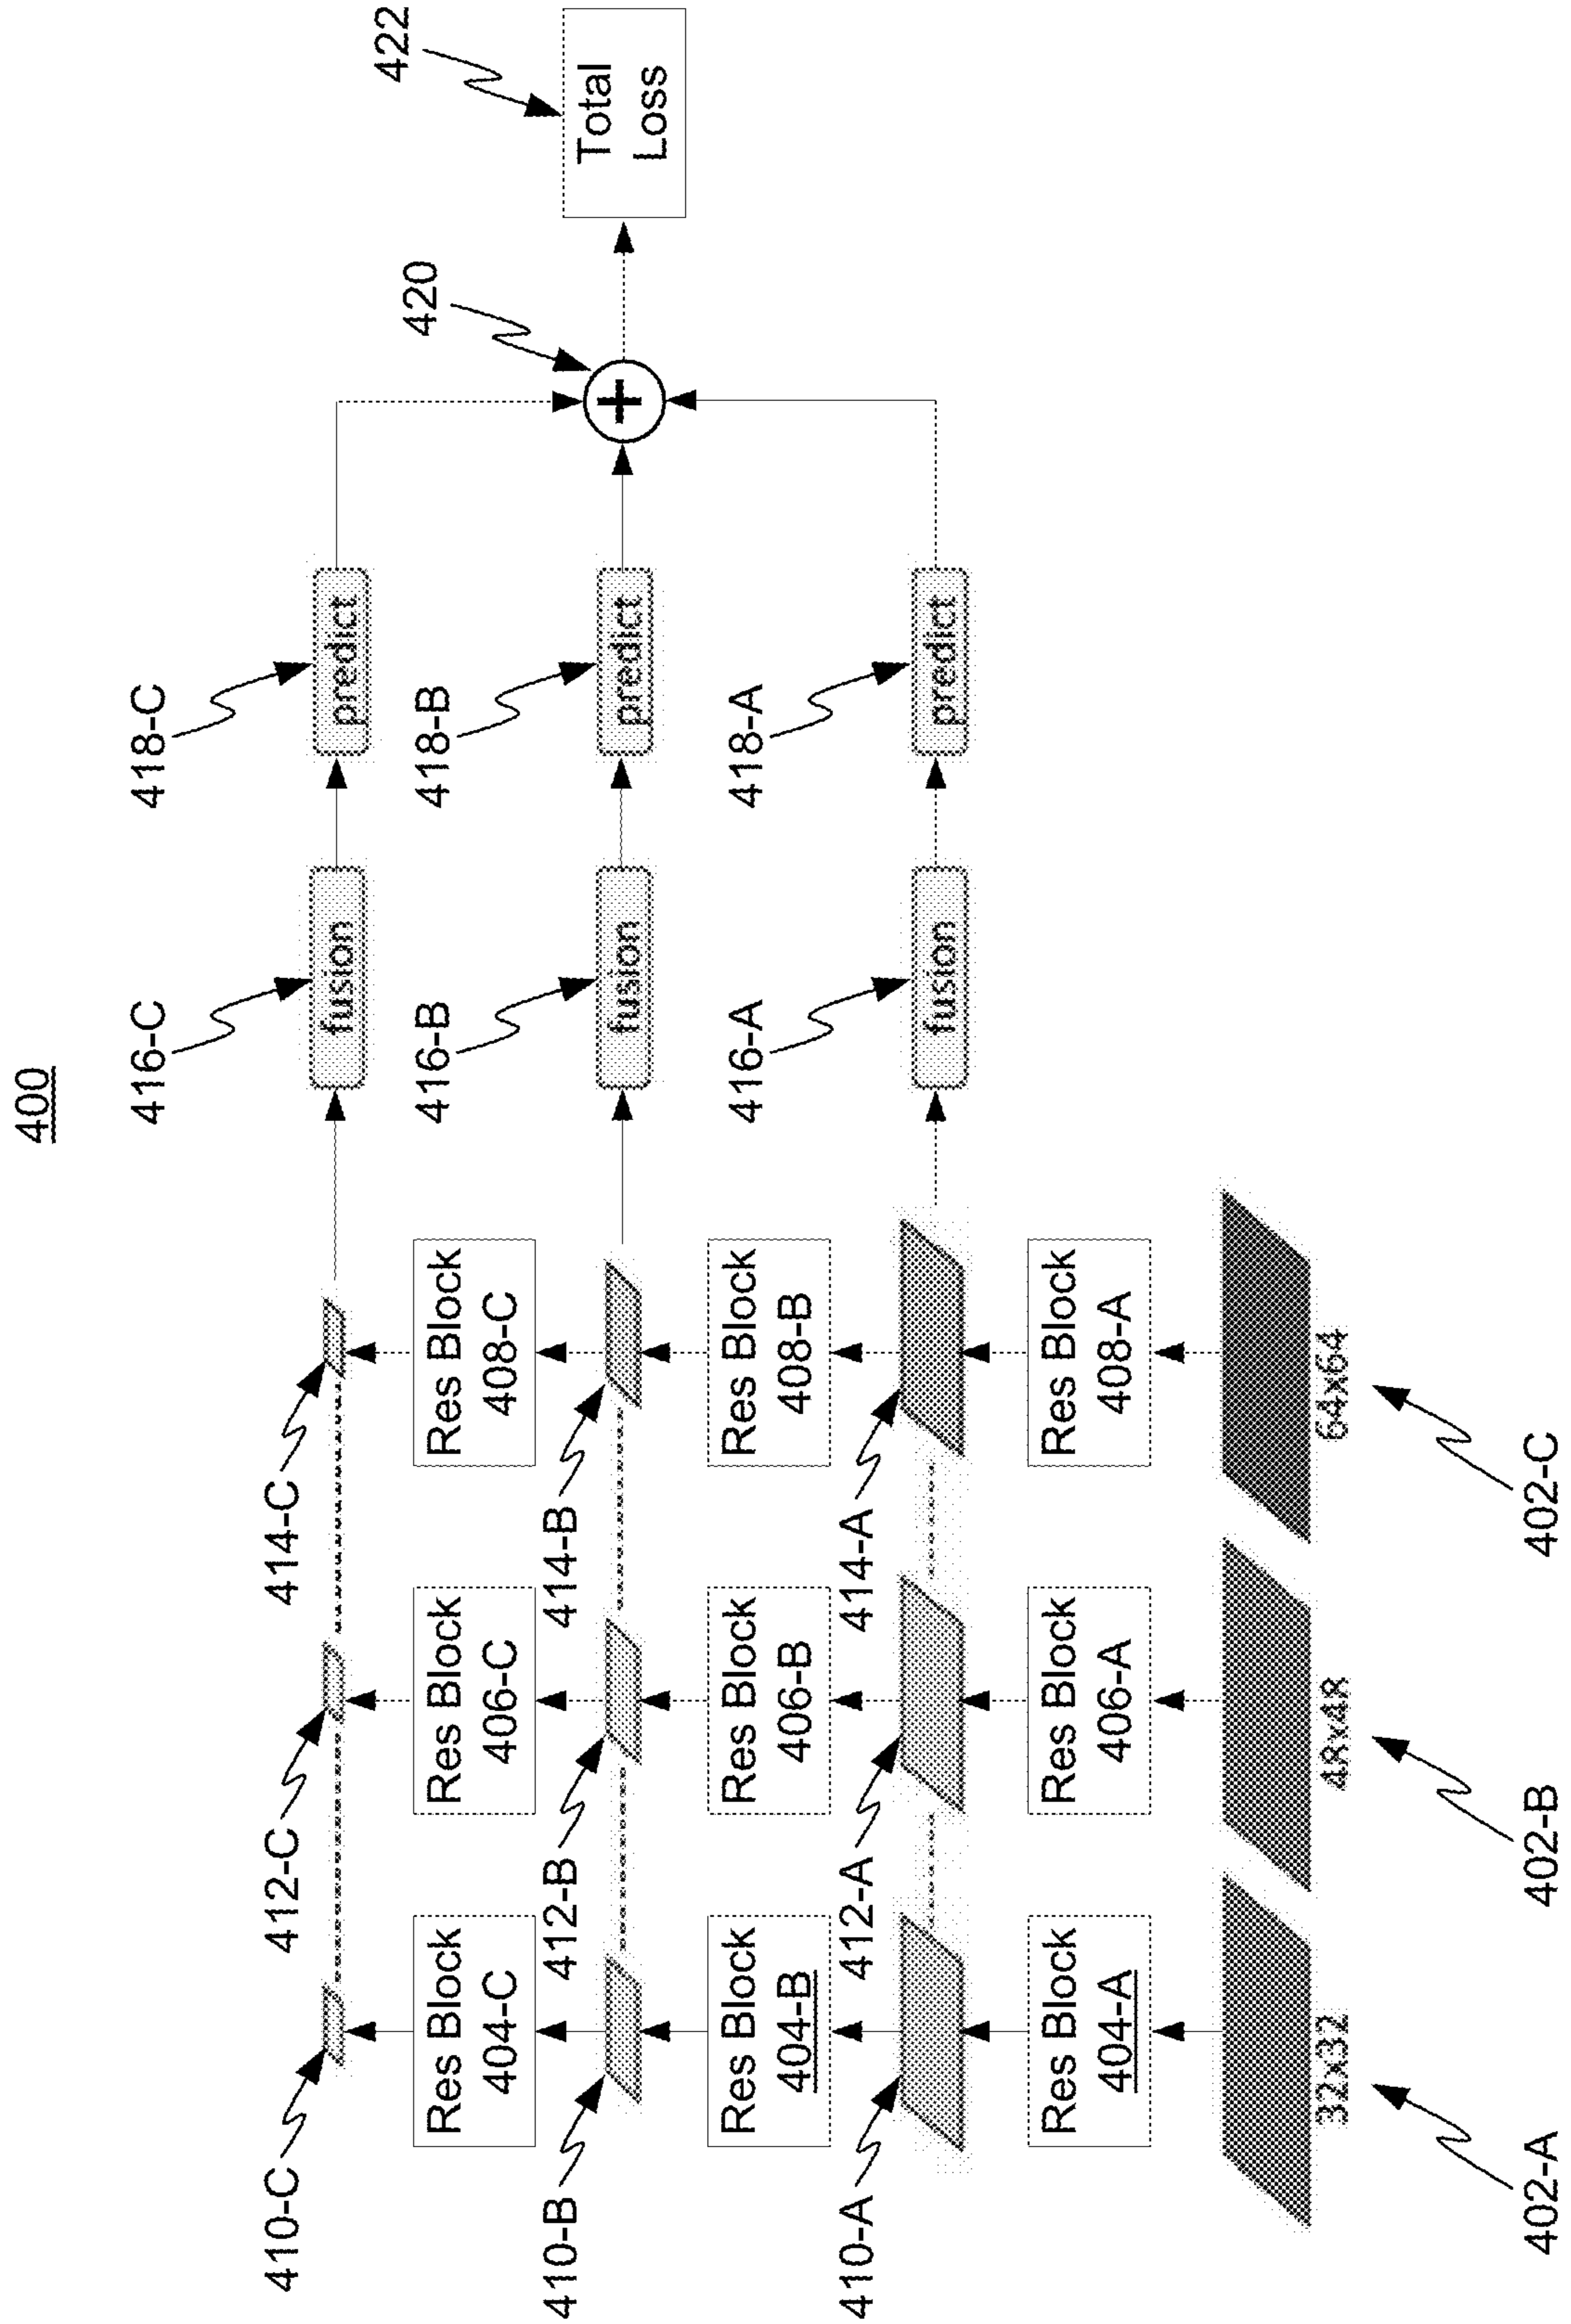 400
416-C
418-C
410-C
412-C
414-C
fusion
predict
422
420
Res Block
404-C
Res Block
406-C
Res Block
408-C
416-B
418-B
410-B
412-B
414-B
fusion
predict
+
Total
Loss
Res Block
404-B
Res Block
406-B
Res Block
408-B
416-A
418-A
410-A
412-A
414-A
fusion
predict
Res Block
404-A
Res Block
406-A
Res Block
408-A
32x32
48x48
64x64
402-A
402-B
402-C